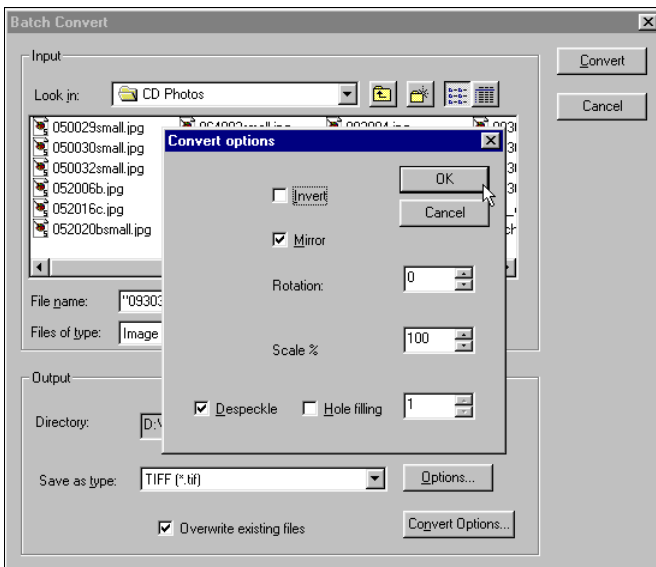 Batch Convert
Input
Look in: CD Photos
Convert
Cancel
050029small.jpg
050030small.jpg
050032small.jpg
052006b.jpg
052016c.jpg
052020bsmall.jpg
Convert options
Invert
OK
Cancel
Mirror
Rotation: 0
Scale % 100
Despeckle Hole filling 1
File name: "0930
Files of type: Image
Output
Directory: D:\
Save as type: TIFF (*.tif) Options...
Overwrite existing files Convert Options...